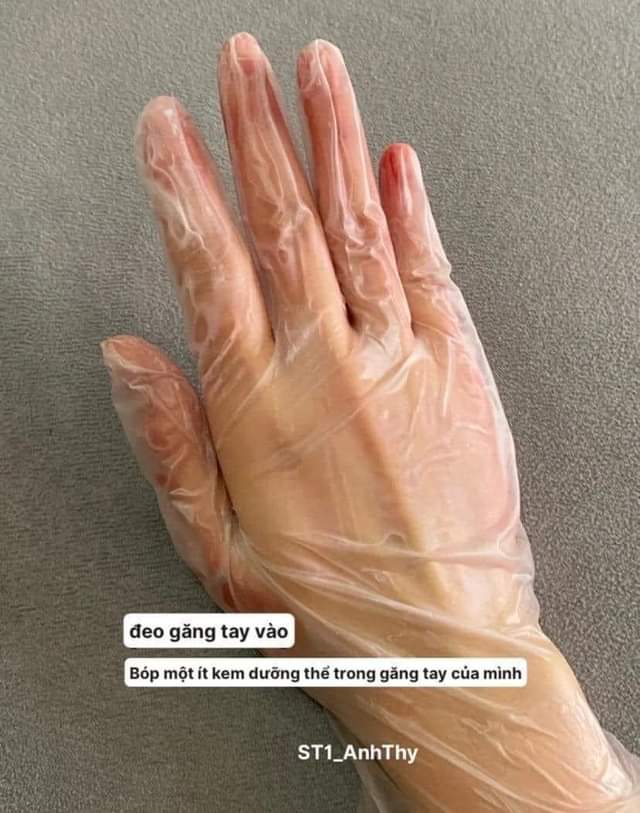 đeo găng tay vào
Bóp một ít kem dưỡng thể trong găng tay của mình
ST1_AnhThy